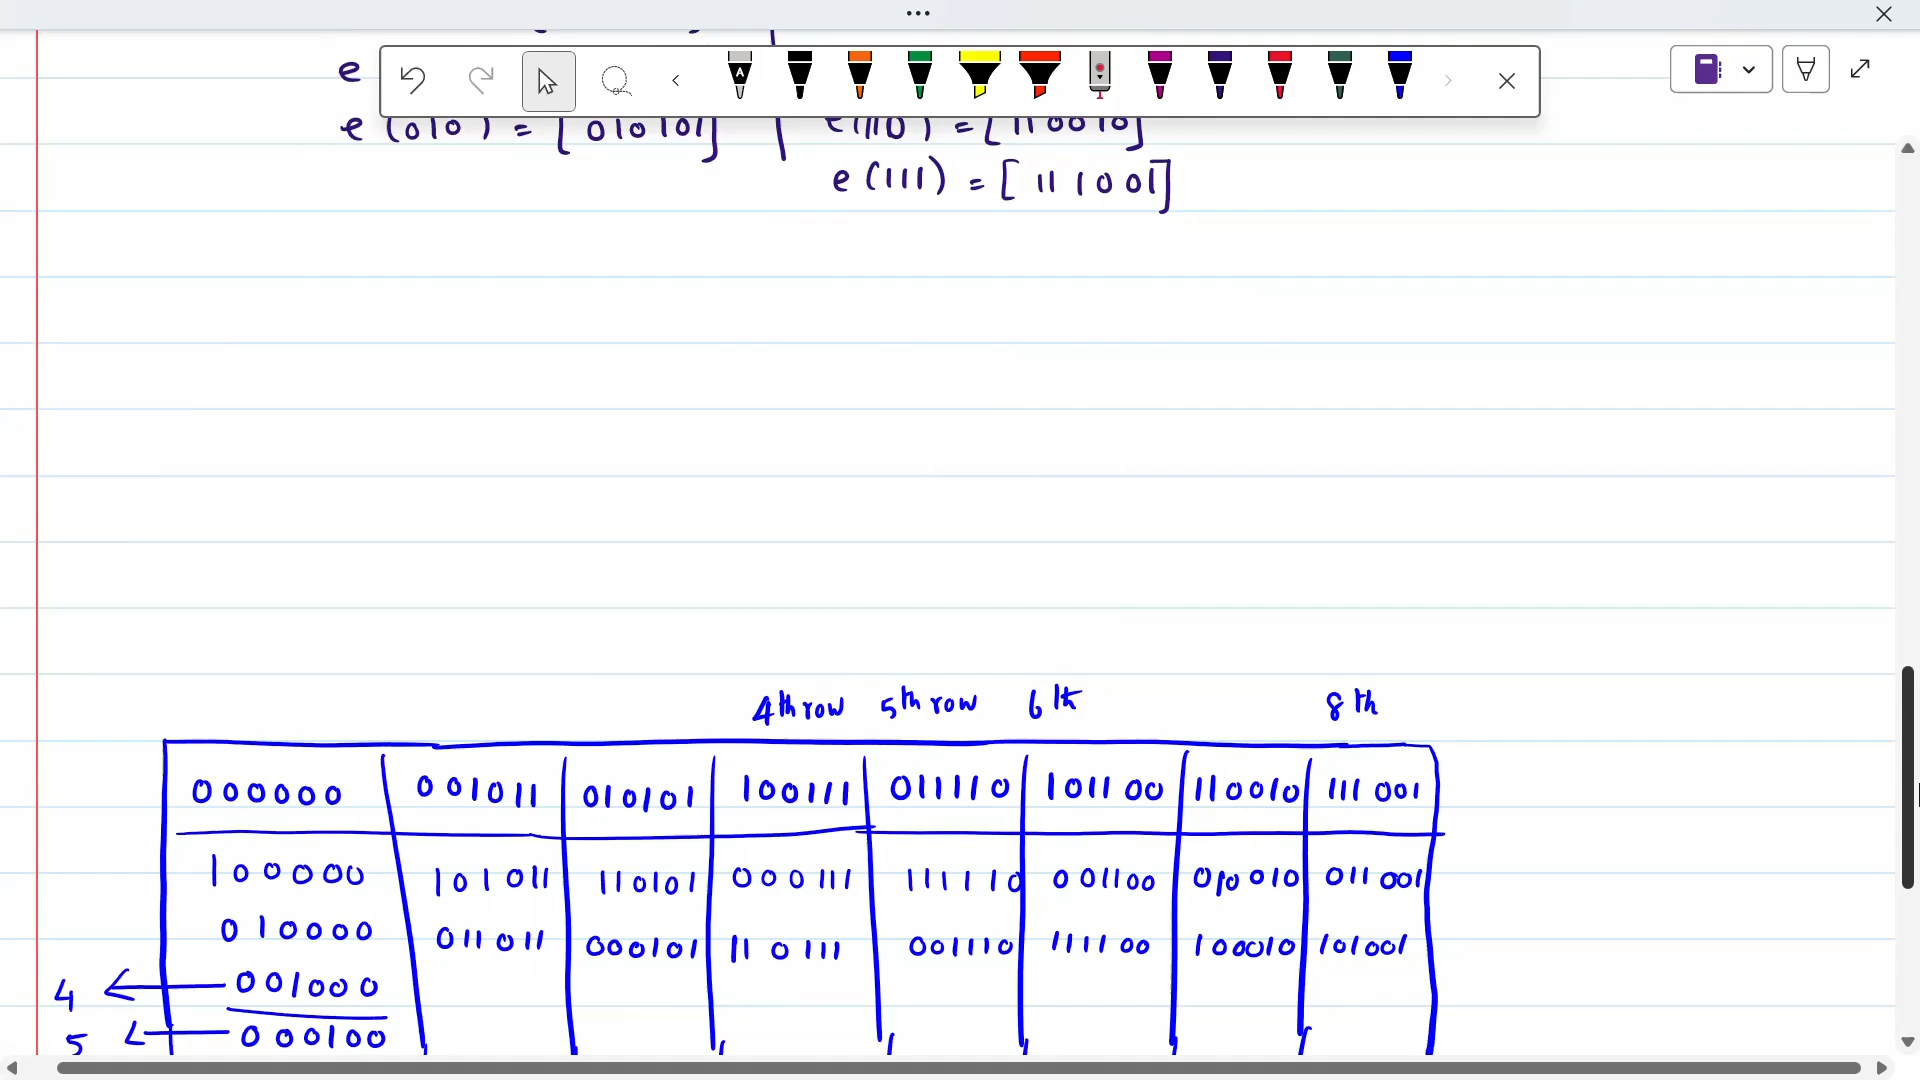 e
e (010) = [010101] e(110) = [110010]
e (111) = [111001]
4th row 5th row 6th 8th
000000 001011 010101 100111 011110 101100 110010 111001
100000 101011 110101 000111 111110 001100 010010 011001
010000 011011 000101 110111 001110 111100 100010 101001
4 ← 001000
5 ← 000100